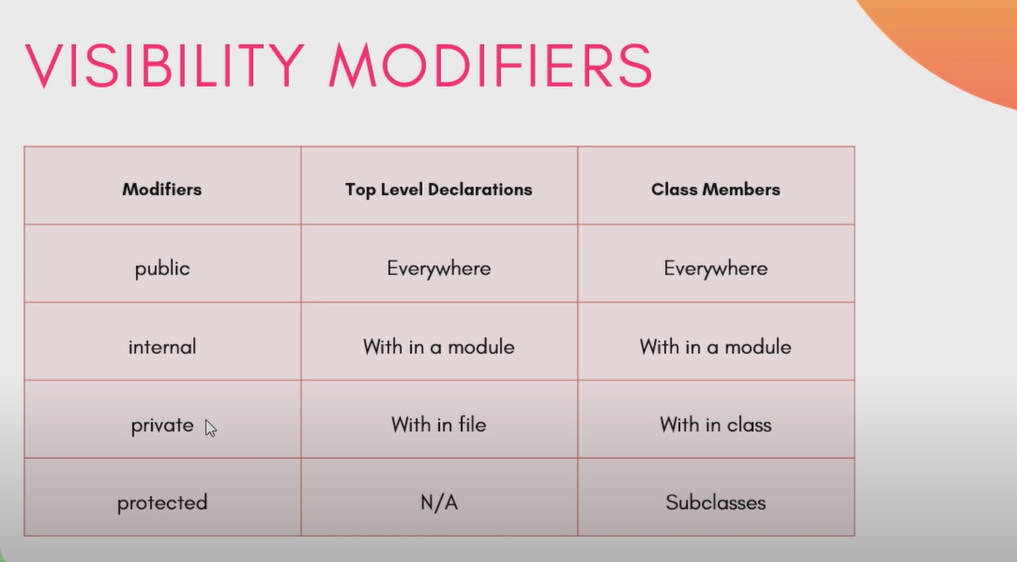 VISIBILITY MODIFIERS
Modifiers Top Level Declarations Class Members
public Everywhere Everywhere
internal With in a module With in a module
private With in file With in class
protected N/A Subclasses